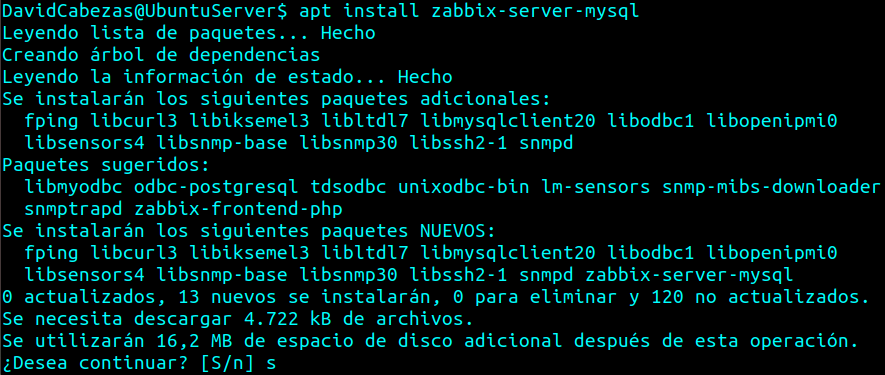 DavidCabezas@UbuntuServer$ apt install zabbix-server-mysql
Leyendo lista de paquetes... Hecho
Creando árbol de dependencias
Leyendo la información de estado... Hecho
Se instalarán los siguientes paquetes adicionales:
  fping libcurl3 libiksemel3 libltdl7 libmysqlclient20 libodbc1 libopenipmi0
  libsensors4 libsnmp-base libsnmp30 libssh2-1 snmpd
Paquetes sugeridos:
  libmyodbc odbc-postgresql tdsodbc unixodbc-bin lm-sensors snmp-mibs-downloader
  snmptrapd zabbix-frontend-php
Se instalarán los siguientes paquetes NUEVOS:
  fping libcurl3 libiksemel3 libltdl7 libmysqlclient20 libodbc1 libopenipmi0
  libsensors4 libsnmp-base libsnmp30 libssh2-1 snmpd zabbix-server-mysql
0 actualizados, 13 nuevos se instalarán, 0 para eliminar y 120 no actualizados.
Se necesita descargar 4.722 kB de archivos.
Se utilizarán 16,2 MB de espacio de disco adicional después de esta operación.
¿Desea continuar? [S/n] s